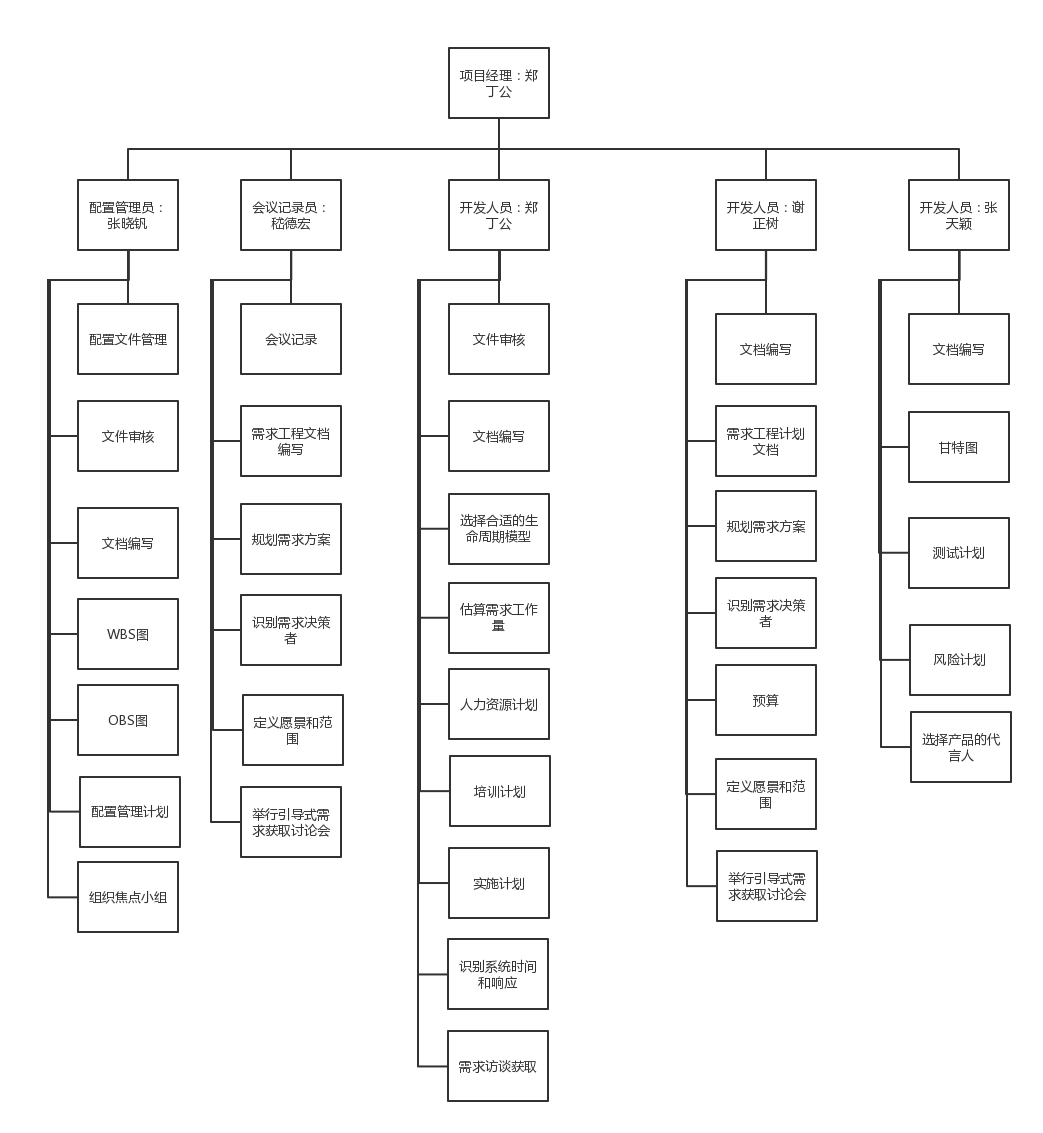 项目经理：郑
丁公
配置管理员：
张晓钒
会议记录员：
嵇德宏
开发人员：郑
丁公
开发人员：谢
正树
开发人员：张
天颖
配置文件管理
文件审核
文档编写
WBS图
OBS图
配置管理计划
组织焦点小组
会议记录
需求工程文档
编写
规划需求方案
识别需求决策
者
定义愿景和范
围
举行引导式需
求获取讨论会
文件审核
文档编写
选择合适的生
命周期模型
估算需求工作
量
人力资源计划
培训计划
实施计划
识别系统时间
和响应
需求访谈获取
文档编写
需求工程计划
文档
规划需求方案
识别需求决策
者
预算
定义愿景和范
围
举行引导式需
求获取讨论会
文档编写
甘特图
测试计划
风险计划
选择产品的代
言人